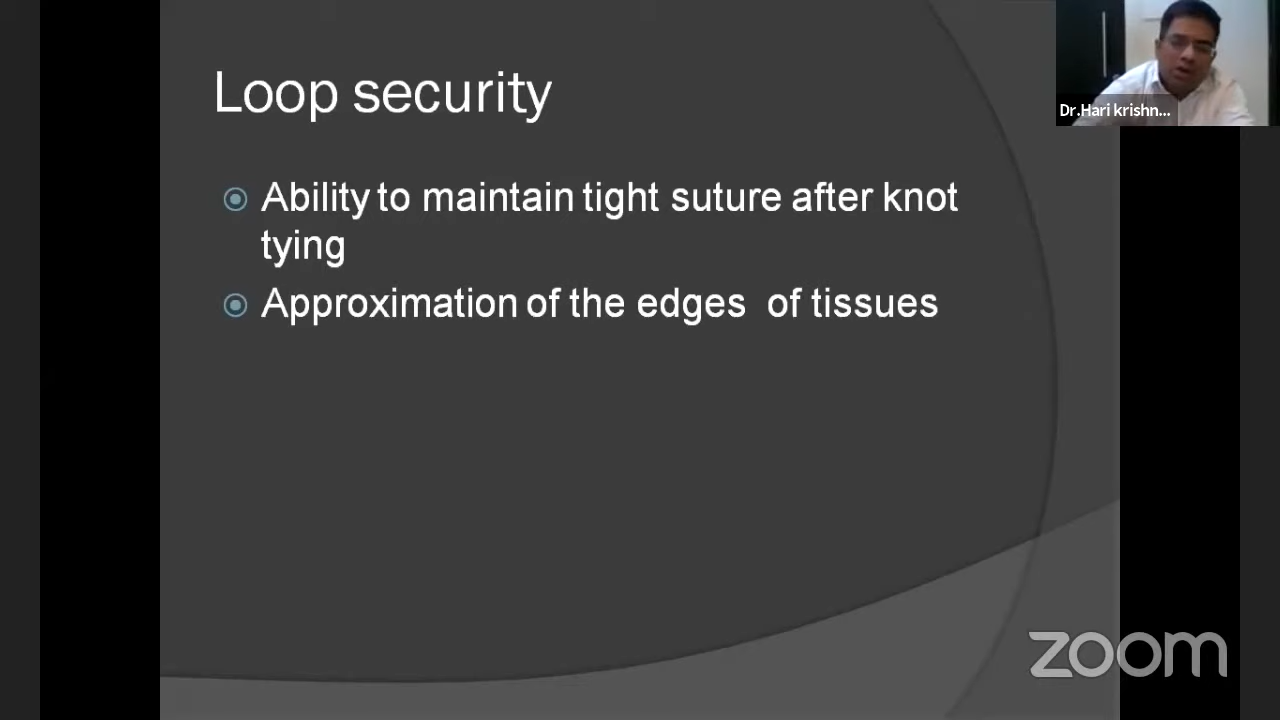 Loop security
Ability to maintain tight suture after knot
tying
Approximation of the edges  of tissues
Dr.Hari krishn...
zoom